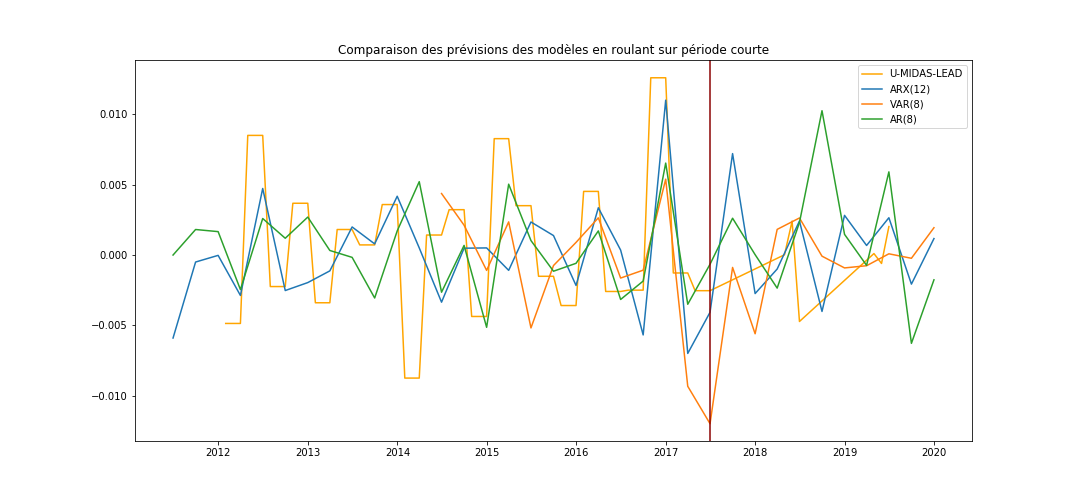 Comparaison des prévisions des modèles en roulant sur période courte
U-MIDAS-LEAD
ARX(12)
VAR(8)
AR(8)
0.010
0.005
0.000
−0.005
−0.010
2012 2013 2014 2015 2016 2017 2018 2019 2020